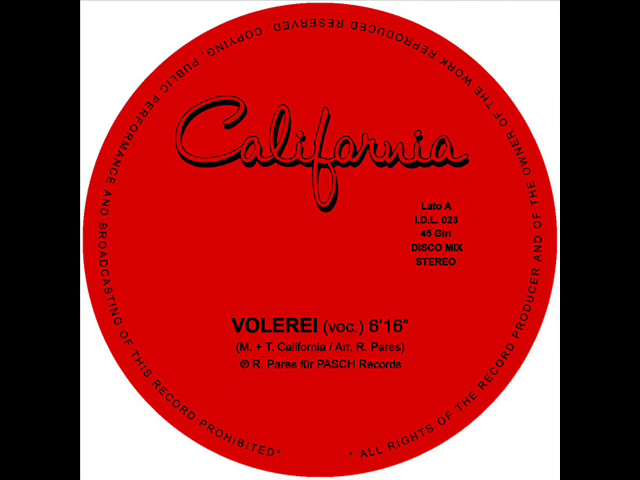 California
Lato A
I.D.L. 023
45 Giri
DISCO MIX
STEREO
VOLEREI (voc.) 6'16"
(M. + T. California / Arr. R. Pares)
℗ R. Pares für PASCH Records
* ALL RIGHTS OF THE RECORD PRODUCER AND OF THE OWNER OF THE WORK REPRODUCED RESERVED. COPYING, PUBLIC PERFORMANCE AND BROADCASTING OF THIS RECORD PROHIBITED *